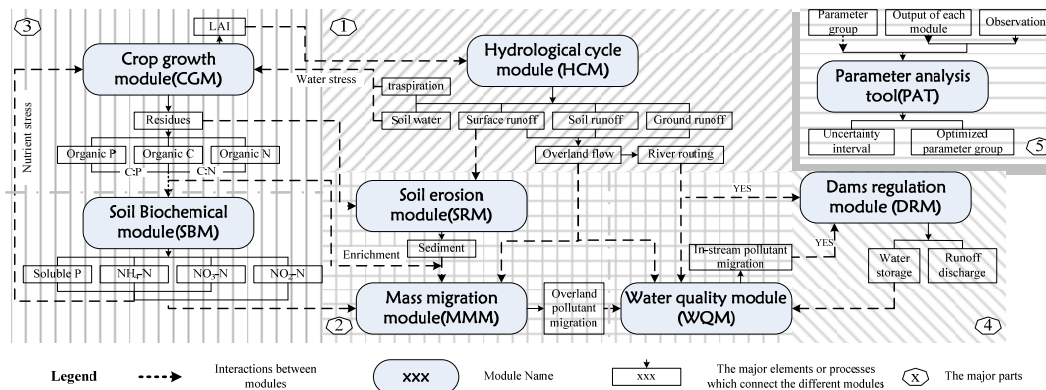 3
LAI
Crop growth
module(CGM)
Residues
Organic P
Organic C
Organic N
C:P
C:N
Nutrient stress
Soil Biochemical
module(SBM)
Soluble P
NH4-N
NO3-N
NO2-N
1
Hydrological cycle
module (HCM)
Water stress
traspiration
Soil water
Surface runoff
Soil runoff
Ground runoff
Overland flow
River routing
Soil erosion
module(SRM)
Sediment
Enrichment
2
Mass migration
module(MMM)
Overland
pollutant
migration
Water quality module
(WQM)
In-stream pollutant
migration
YES
YES
Parameter
group
Output of each
module
Observation
Parameter analysis
tool(PAT)
Uncertainty
interval
Optimized
parameter group
5
Dams regulation
module (DRM)
Water
storage
Runoff
discharge
4
Legend
Interactions between
modules
xxx
Module Name
xxx
The major elements or processes
which connect the different modules
X
The major parts